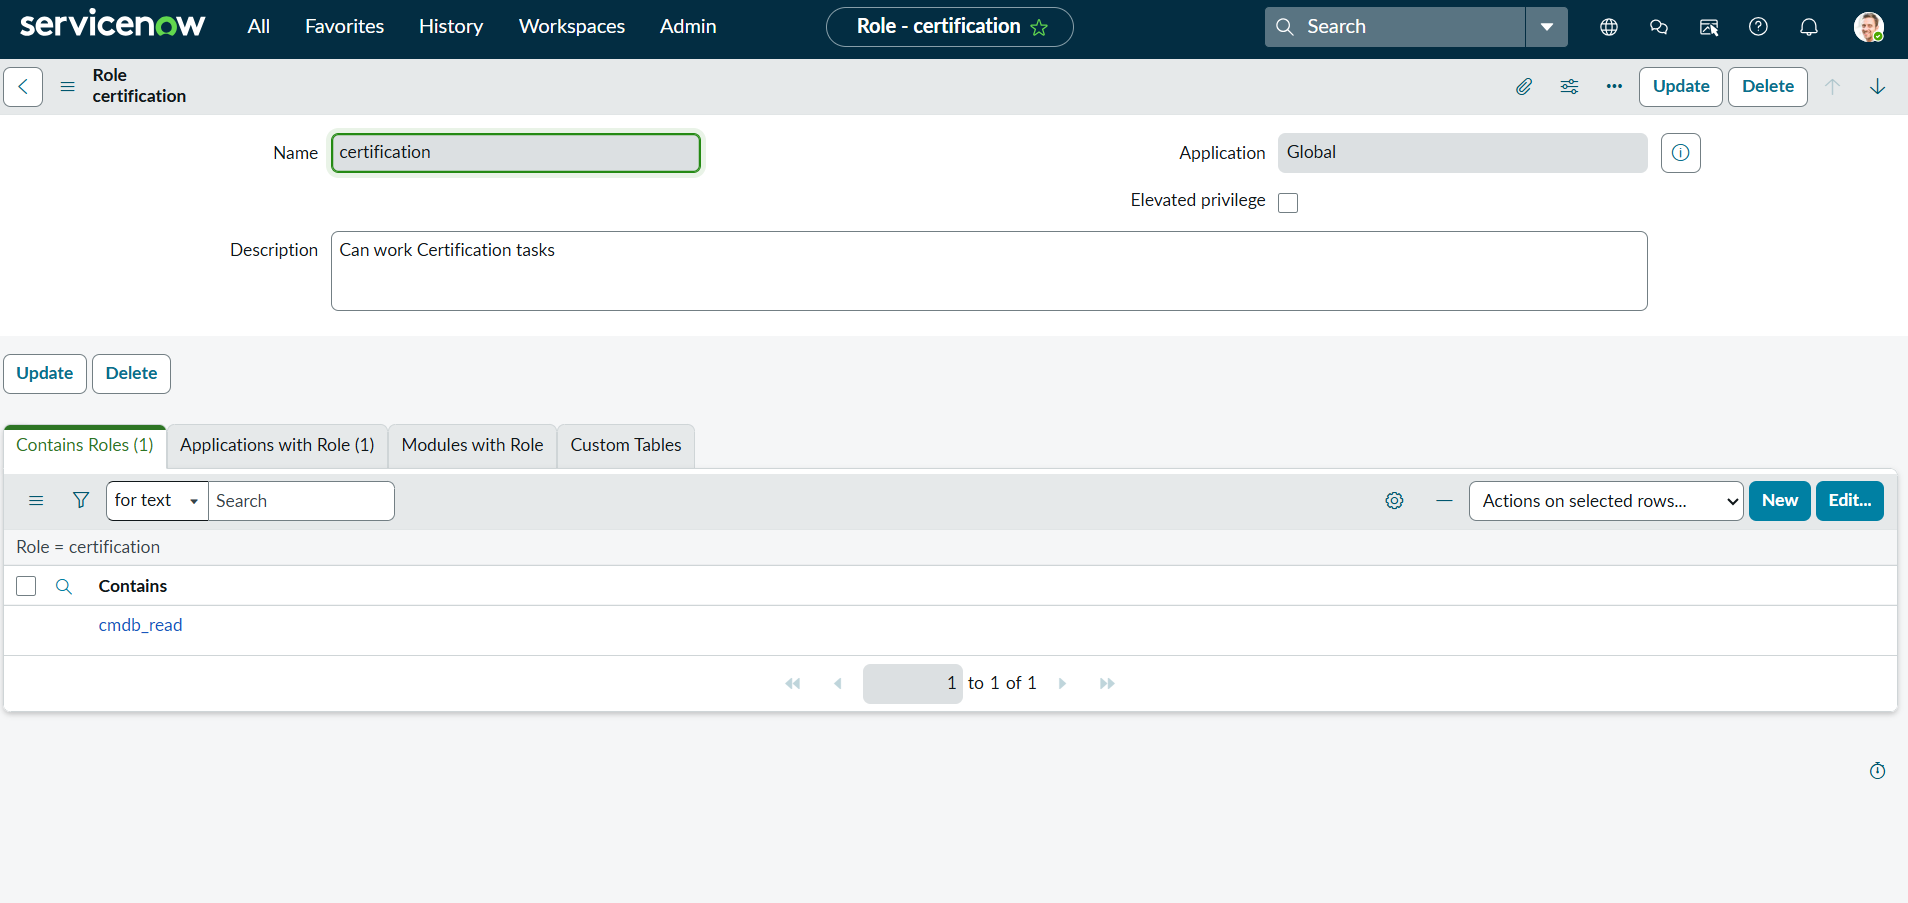 servicenow All Favorites History Workspaces Admin Role - certification Search
Role
certification
Update Delete
Name certification Application Global
Elevated privilege
Description Can work Certification tasks
Update Delete
Contains Roles (1) Applications with Role (1) Modules with Role Custom Tables
for text Search Actions on selected rows... New Edit...
Role = certification
Contains
cmdb_read
1 to 1 of 1